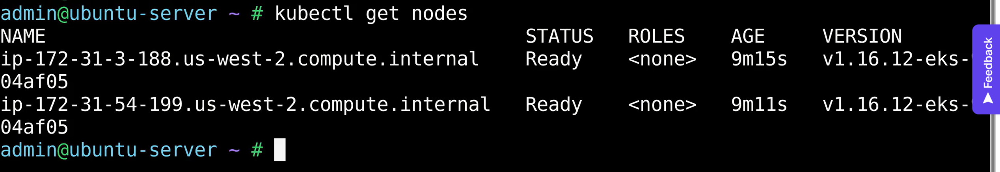 admin@ubuntu-server ~ # kubectl get nodes
NAME STATUS ROLES AGE VERSION
ip-172-31-3-188.us-west-2.compute.internal Ready <none> 9m15s v1.16.12-eks-
04af05
ip-172-31-54-199.us-west-2.compute.internal Ready <none> 9m11s v1.16.12-eks-
04af05
admin@ubuntu-server ~ #
Feedback